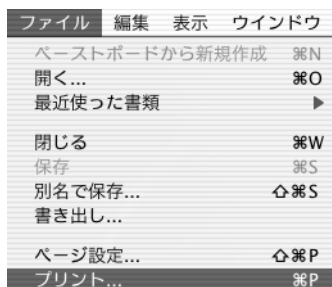 ファイル 編集 表示 ウインドウ
ペーストボードから新規作成 ⌘N
開く... ⌘O
最近使った書類 ▶
閉じる ⌘W
保存 ⌘S
別名で保存... ⇧⌘S
書き出し...
ページ設定... ⇧⌘P
プリント... ⌘P